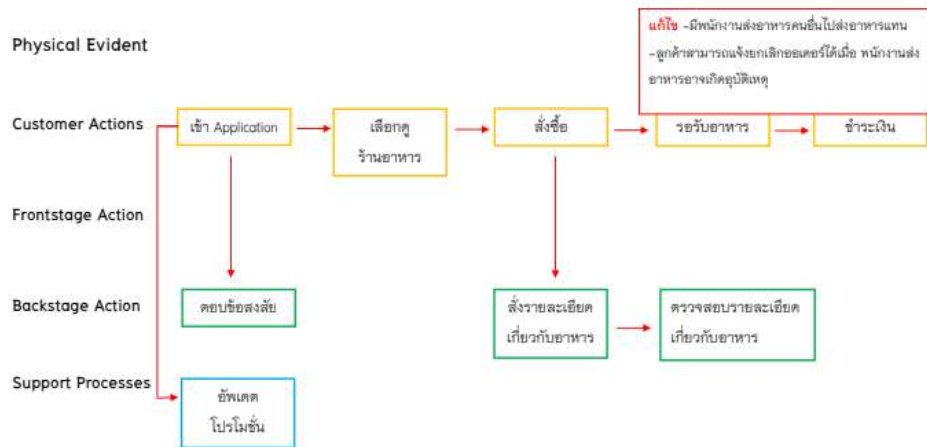 Physical Evident
แก้ไข -มีพนักงานส่งอาหารคนอื่นไปส่งอาหารแทน
-ลูกค้าสามารถแจ้งยกเลิกออเดอร์ได้เมื่อ พนักงานส่ง
อาหารอาจเกิดอุบัติเหตุ
Customer Actions
เข้า Application
เลือกดู
ร้านอาหาร
สั่งซื้อ
รอรับอาหาร
ชำระเงิน
Frontstage Action
Backstage Action
ตอบข้อสงสัย
สั่งรายละเอียด
เกี่ยวกับอาหาร
ตรวจสอบรายละเอียด
เกี่ยวกับอาหาร
Support Processes
อัพเดต
โปรโมชั่น